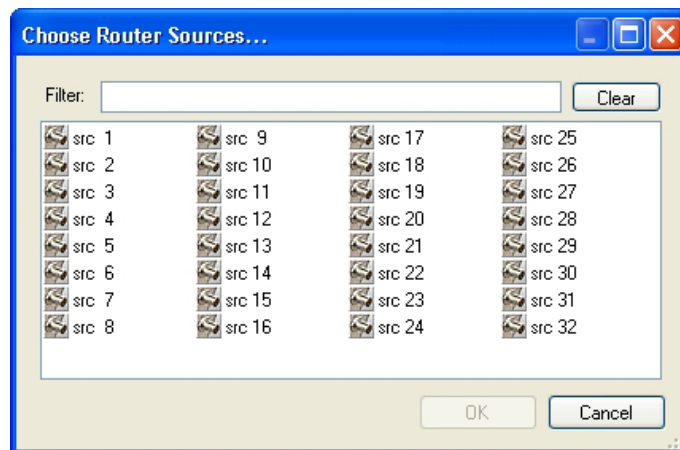 Choose Router Sources...
Filter: Clear
src 1 src 9 src 17 src 25
src 2 src 10 src 18 src 26
src 3 src 11 src 19 src 27
src 4 src 12 src 20 src 28
src 5 src 13 src 21 src 29
src 6 src 14 src 22 src 30
src 7 src 15 src 23 src 31
src 8 src 16 src 24 src 32
OK Cancel